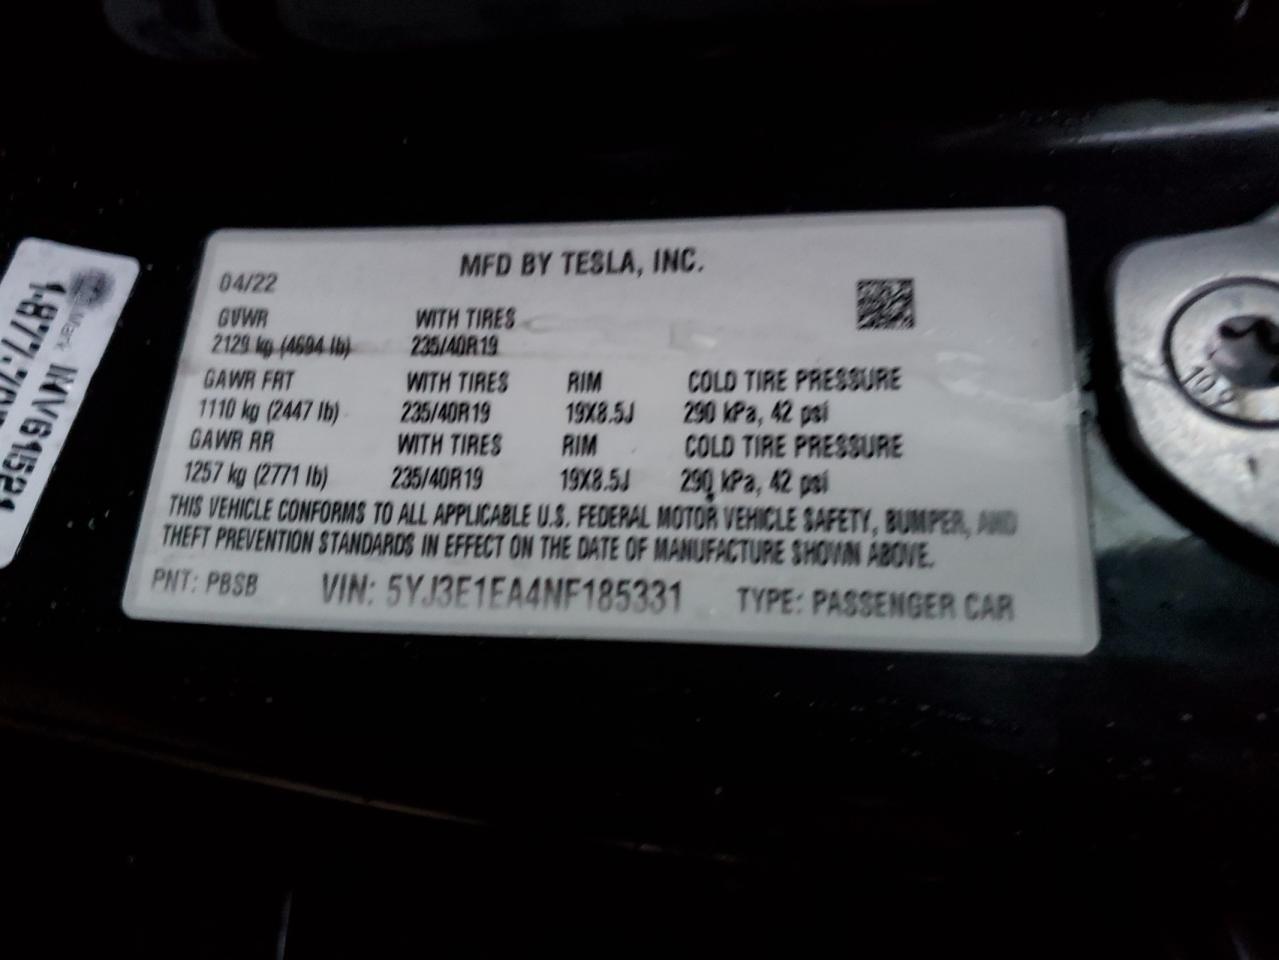 MFD BY TESLA, INC.
04/22
GVWR WITH TIRES
2129 kg (4694 lb) 235/40R19
GAWR FRT WITH TIRES RIM COLD TIRE PRESSURE
1110 kg (2447 lb) 235/40R19 19X8.5J 290 kPa, 42 psi
GAWR RR WITH TIRES RIM COLD TIRE PRESSURE
1257 kg (2771 lb) 235/40R19 19X8.5J 290 kPa, 42 psi
THIS VEHICLE CONFORMS TO ALL APPLICABLE U.S. FEDERAL MOTOR VEHICLE SAFETY, BUMPER, AND
THEFT PREVENTION STANDARDS IN EFFECT ON THE DATE OF MANUFACTURE SHOWN ABOVE.
PNT: PBSB VIN: 5YJ3E1EA4NF185331 TYPE: PASSENGER CAR
INV61521
10.9